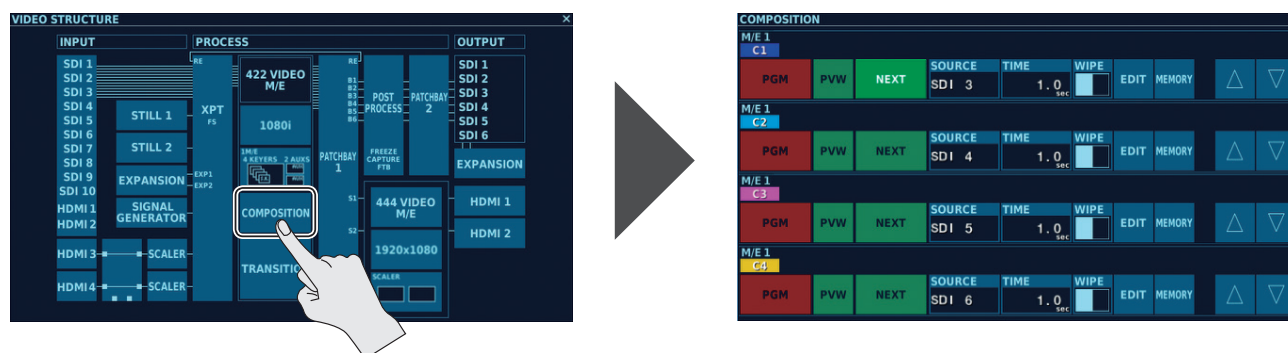 VIDEO STRUCTURE ×
INPUT PROCESS OUTPUT
SDI 1
SDI 2
SDI 3
SDI 4
SDI 5
SDI 6
SDI 7
SDI 8
SDI 9
SDI 10
HDMI 1
HDMI 2
HDMI 3
HDMI 4
STILL 1
STILL 2
EXPANSION
SIGNAL
GENERATOR
SCALER
SCALER
RE
XPT
FS
EXP1
EXP2
422 VIDEO
M/E
1080i
1M/E
4 KEYERS 2 AUXS
AUX
AUX
COMPOSITION
TRANSITIO
RE
B1
B2
B3
B4
B5
B6
PATCHBAY
1
S1
S2
POST
PROCESS
FREEZE
CAPTURE
FTB
PATCHBAY
2
444 VIDEO
M/E
1920x1080
SCALER
SDI 1
SDI 2
SDI 3
SDI 4
SDI 5
SDI 6
EXPANSION
HDMI 1
HDMI 2
COMPOSITION
M/E 1
C1
SOURCE TIME WIPE
PGM PVW NEXT SDI 3 1.0 sec EDIT MEMORY
M/E 1
C2
SOURCE TIME WIPE
PGM PVW NEXT SDI 4 1.0 sec EDIT MEMORY
M/E 1
C3
SOURCE TIME WIPE
PGM PVW NEXT SDI 5 1.0 sec EDIT MEMORY
M/E 1
C4
SOURCE TIME WIPE
PGM PVW NEXT SDI 6 1.0 sec EDIT MEMORY